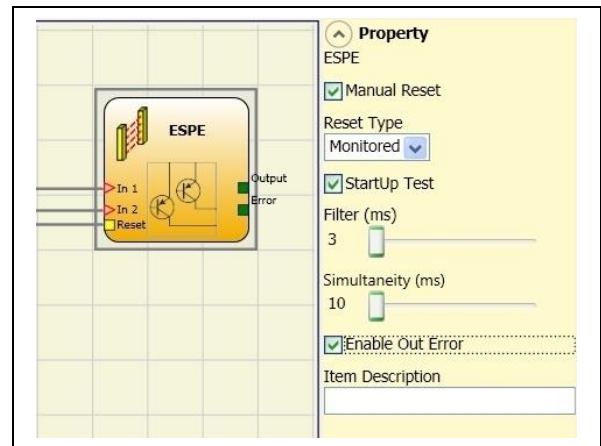 ESPE
Output
In 1
Error
In 2
Reset
Property
ESPE
Manual Reset
Reset Type
Monitored
StartUp Test
Filter (ms)
3
Simultaneity (ms)
10
Enable Out Error
Item Description